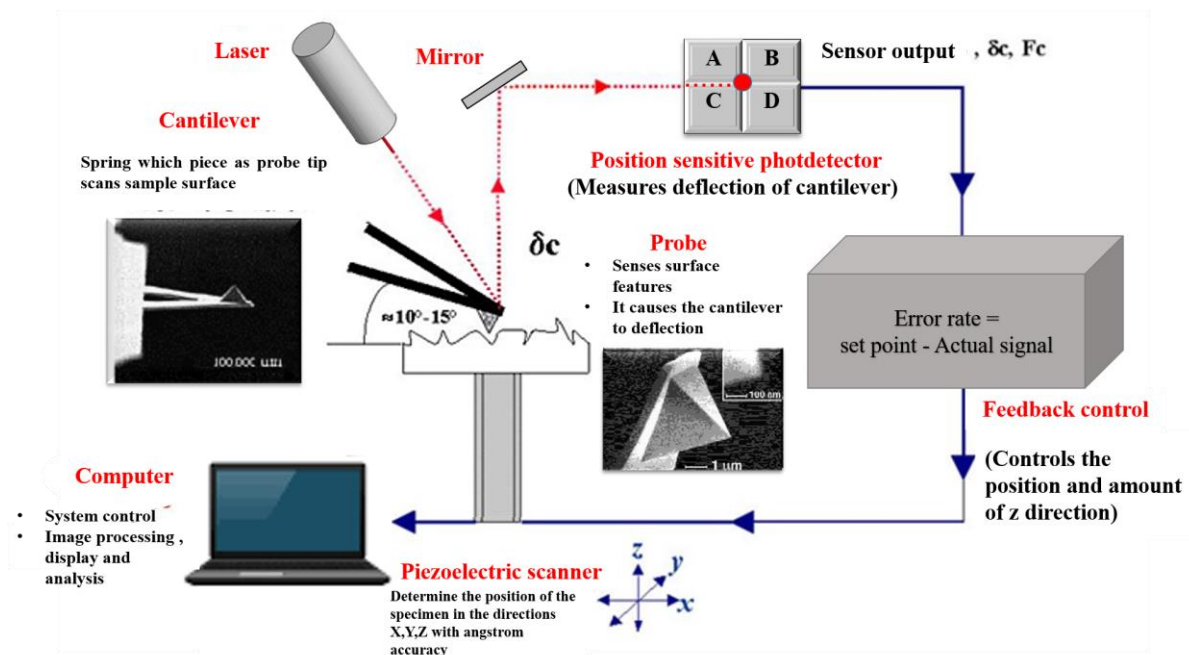 Laser
Mirror
A
B
C
D
Sensor output , δc, Fc
Cantilever
Spring which piece as probe tip
scans sample surface
100.000 um
Position sensitive photdetector
(Measures deflection of cantilever)
δc
≈10°-15°
Probe
• Senses surface
features
• It causes the cantilever
to deflection
100 nm
1 um
Error rate =
set point - Actual signal
Feedback control
(Controls the
position and amount
of z direction)
Computer
• System control
• Image processing ,
display and
analysis
Piezoelectric scanner
Determine the position of the
specimen in the directions
X,Y,Z with angstrom
accuracy
z
y
x